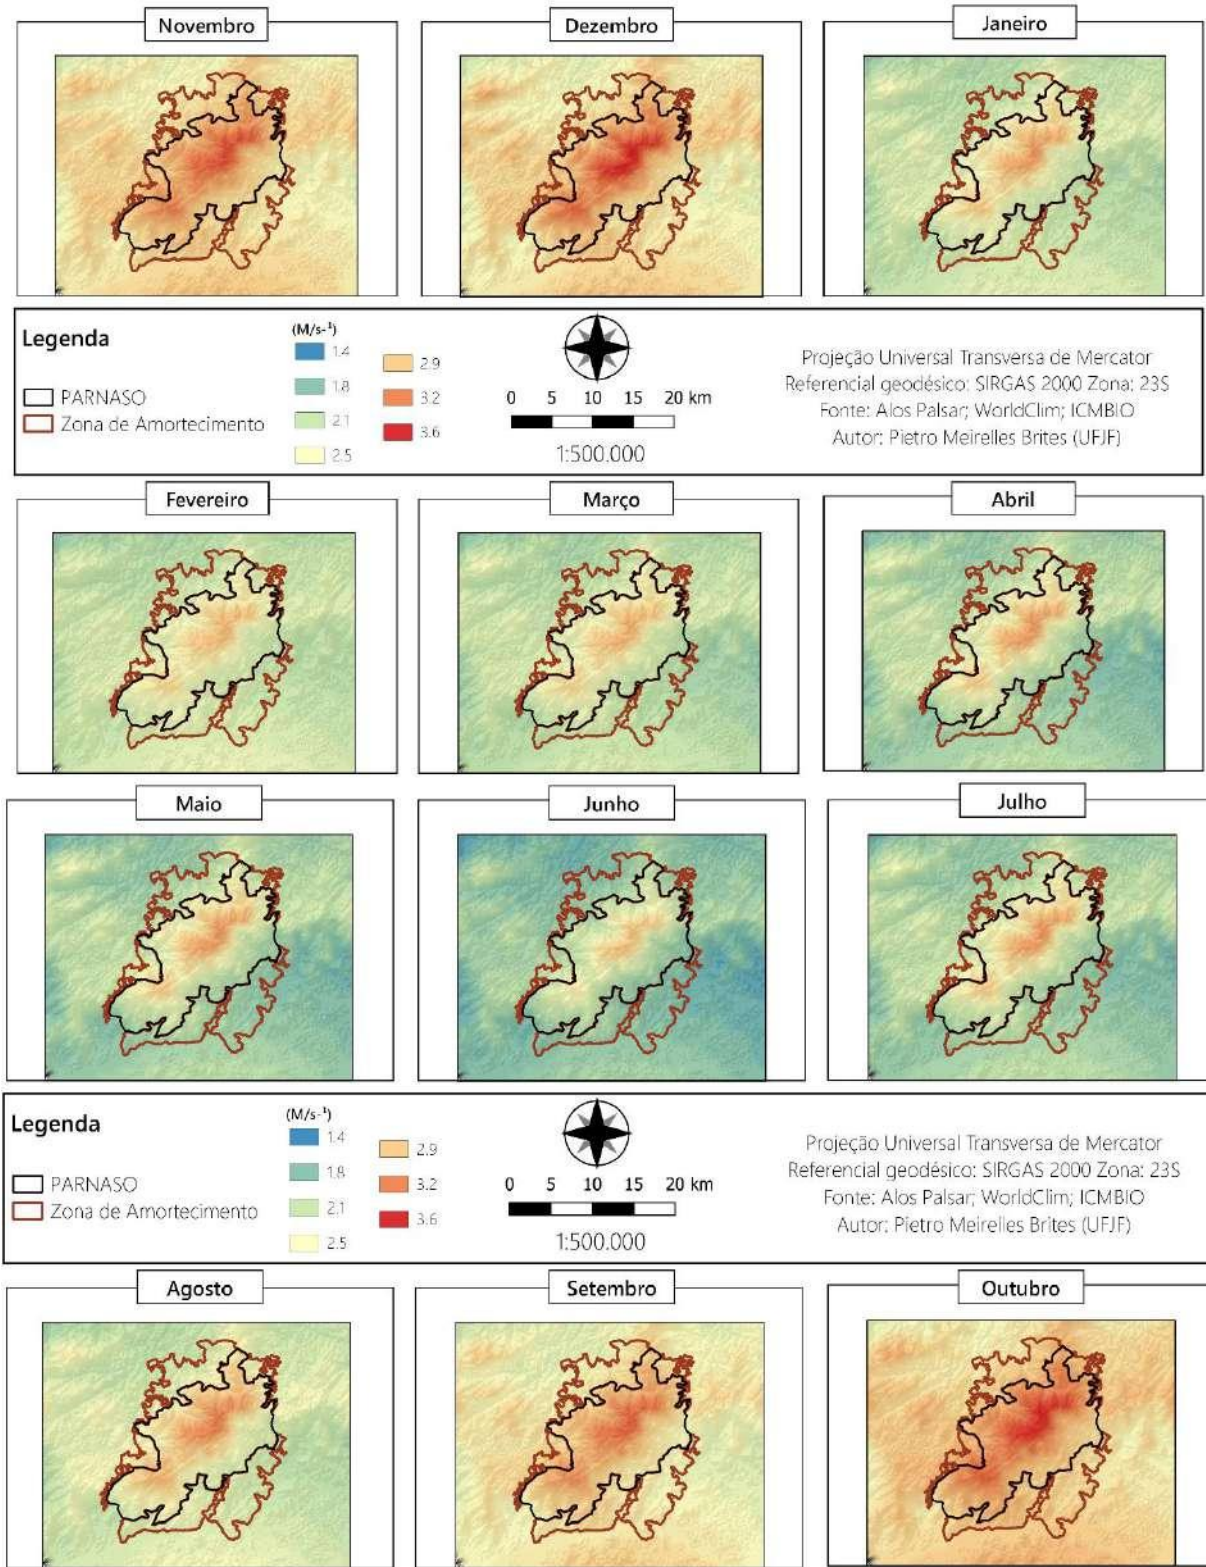 Novembro
Dezembro
Janeiro
Legenda
PARNASO
Zona de Amortecimento
(M/s-¹)
1.4
1.8
2.1
2.5
2.9
3.2
3.6
0 5 10 15 20 km
1:500.000
Projeção Universal Transversa de Mercator
Referencial geodésico: SIRGAS 2000 Zona: 23S
Fonte: Alos Palsar; WorldClim; ICMBIO
Autor: Pietro Meirelles Brites (UFJF)
Fevereiro
Março
Abril
Maio
Junho
Julho
Legenda
PARNASO
Zona de Amortecimento
(M/s-¹)
1.4
1.8
2.1
2.5
2.9
3.2
3.6
0 5 10 15 20 km
1:500.000
Projeção Universal Transversa de Mercator
Referencial geodésico: SIRGAS 2000 Zona: 23S
Fonte: Alos Palsar; WorldClim; ICMBIO
Autor: Pietro Meirelles Brites (UFJF)
Agosto
Setembro
Outubro